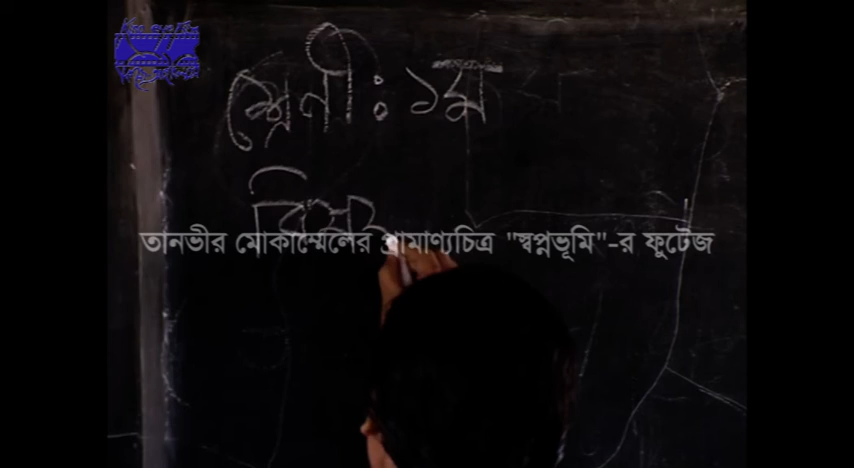 শ্রেণী : ১ম
তানভীর মোকাম্মেলের প্রামাণ্যচিত্র "স্বপ্নভূমি"-র ফুটেজ